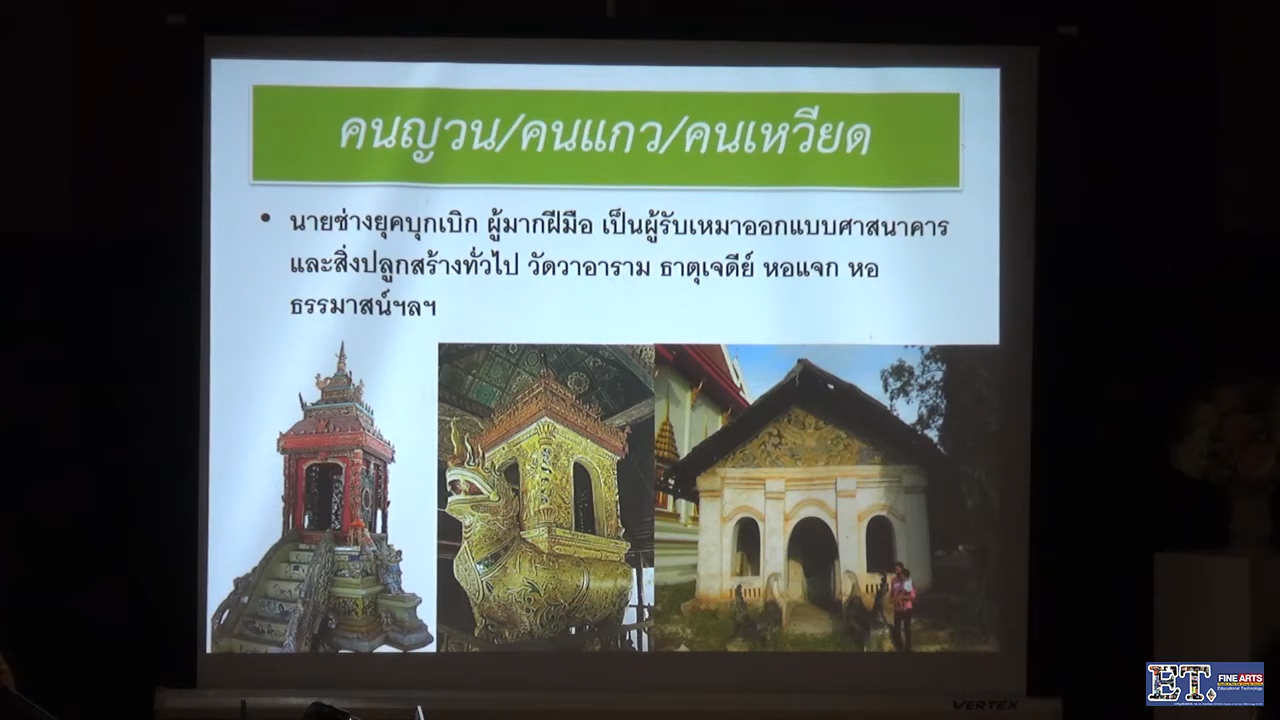 คนญวน/คนแกว/คนเหวียด
• นายช่างยุคบุกเบิก ผู้มากฝีมือ เป็นผู้รับเหมาออกแบบศาสนาคาร
และสิ่งปลูกสร้างทั่วไป วัดวาอาราม ธาตุเจดีย์ หอแจก หอ
ธรรมาสน์ฯลฯ
VERTEX
ET. FINE ARTS
Educational Technology